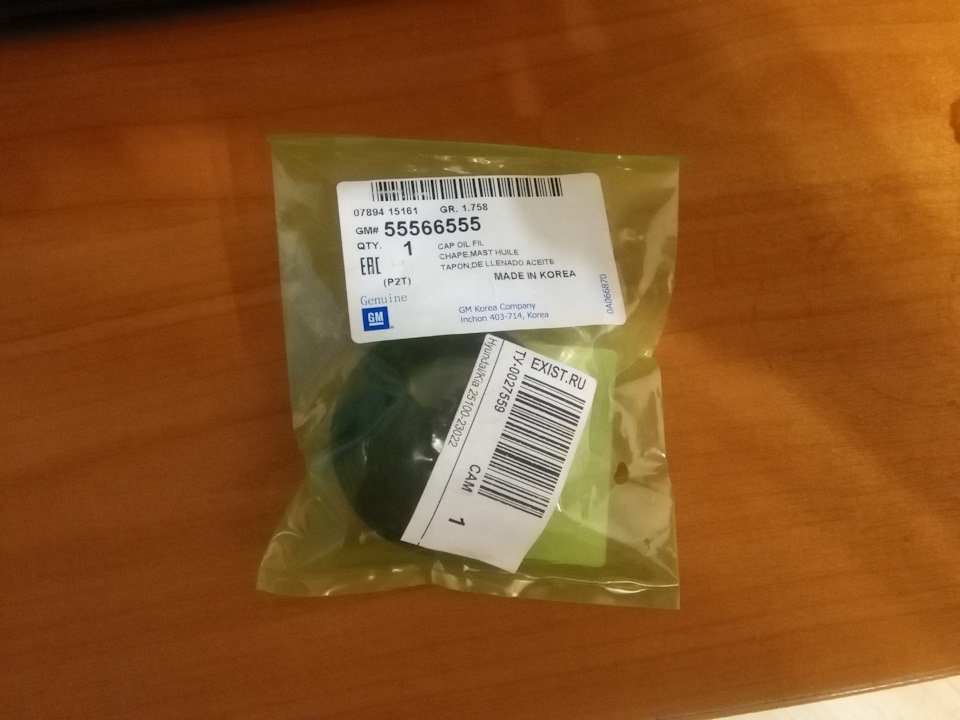 07894 15161 GR. 1.758
GM# 55566555
QTY. 1
CAP OIL FIL
CHAPE,MAST HUILE
TAPON,DE LLENADO ACEITE
EAC
(P2T)
MADE IN KOREA
Genuine
GM
GM Korea Company
Inchon 403-714, Korea
0A066870
EXIST.RU
TY-0027559
Hyundai/Kia 25100-23022
CAM 1